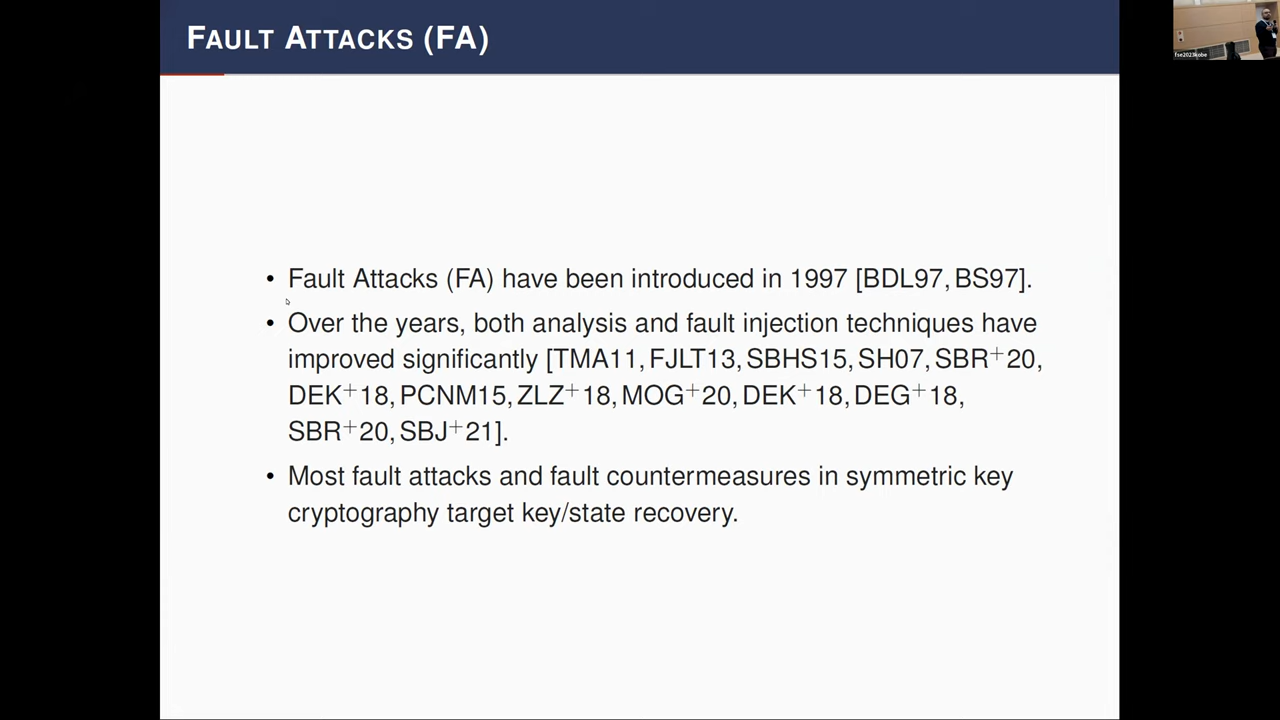 FAULT ATTACKS (FA)
fse2023kobe
• Fault Attacks (FA) have been introduced in 1997 [BDL97, BS97].
• Over the years, both analysis and fault injection techniques have
improved significantly [TMA11, FJLT13, SBHS15, SH07, SBR+20,
DEK+18, PCNM15, ZLZ+18, MOG+20, DEK+18, DEG+18,
SBR+20, SBJ+21].
• Most fault attacks and fault countermeasures in symmetric key
cryptography target key/state recovery.